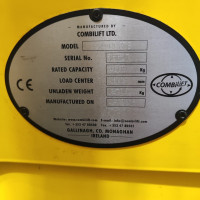 MANUFACTURED BY
COMBILIFT LTD.
MODEL
SERIAL No.
RATED CAPACITY Kg
LOAD CENTER mm
UNLADEN WEIGHT Kg
MANUFACTURED ON
CE
COMBILIFT
GALLINAGH, CO. MONAGHAN
IRELAND